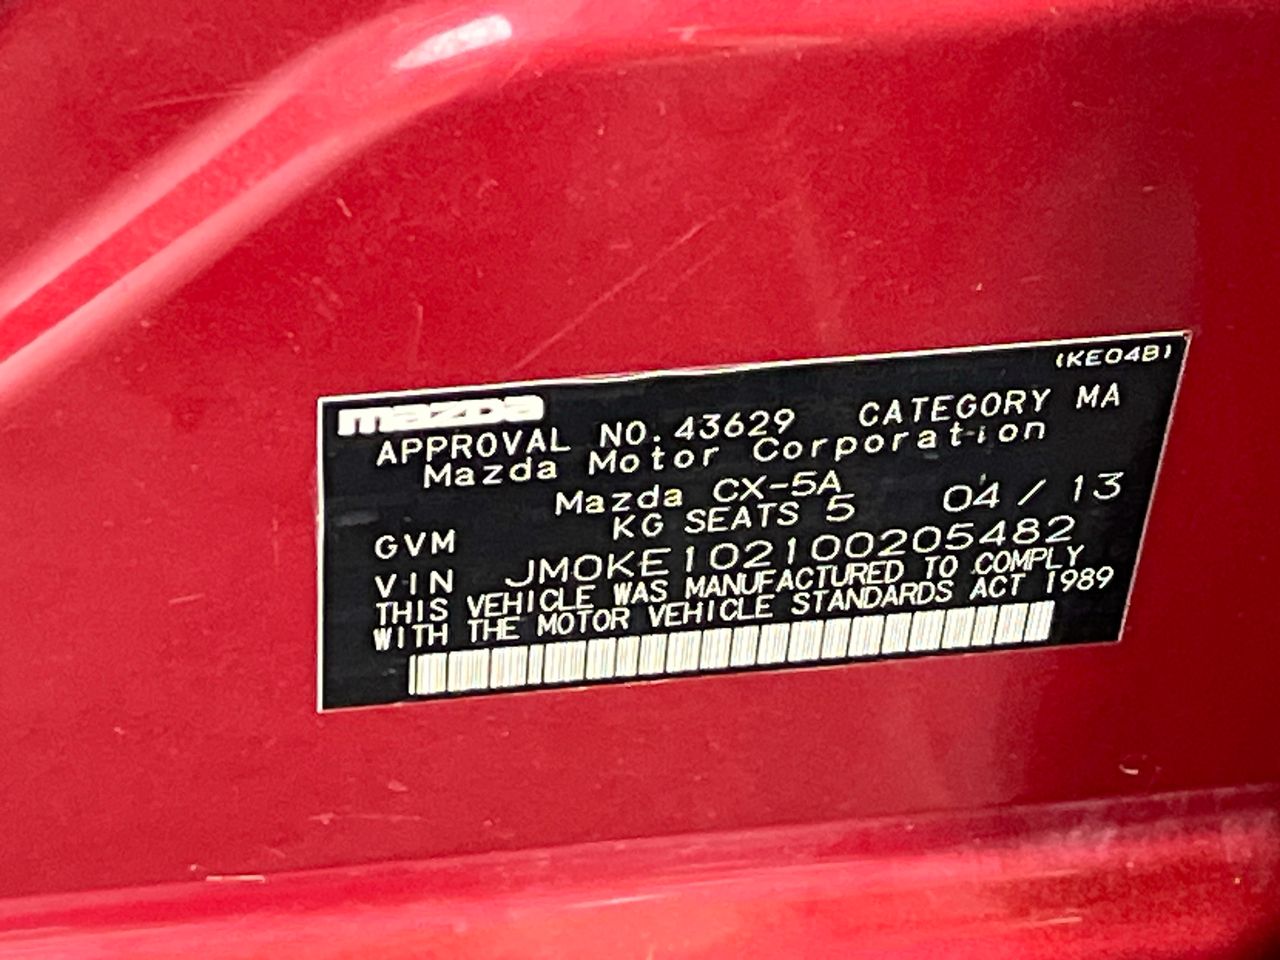 (KE04B)
mazda
APPROVAL NO. 43629 CATEGORY MA
Mazda Motor Corporation
Mazda CX-5A 04 / 13
GVM KG SEATS 5
VIN JM0KE102100205482
THIS VEHICLE WAS MANUFACTURED TO COMPLY
WITH THE MOTOR VEHICLE STANDARDS ACT 1989